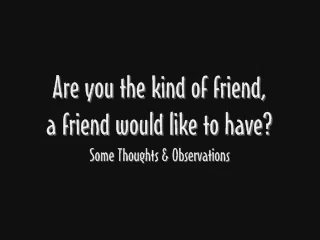 Are you the kind of friend,
a friend would like to have?
Some Thoughts & Observations